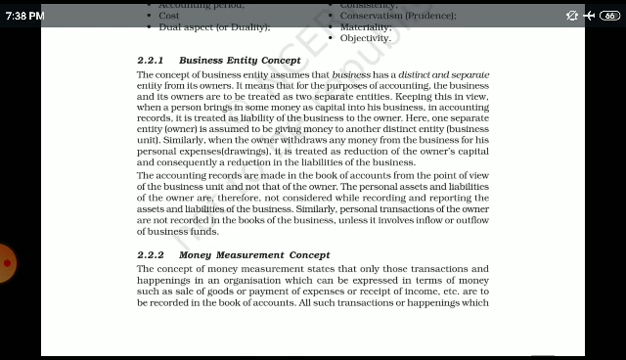 7:38 PM
66
• Accounting period; • Consistency;
• Cost • Conservatism (Prudence);
• Dual aspect (or Duality); • Materiality;
• Objectivity.
2.2.1 Business Entity Concept
The concept of business entity assumes that business has a distinct and separate
entity from its owners. It means that for the purposes of accounting, the business
and its owners are to be treated as two separate entities. Keeping this in view,
when a person brings in some money as capital into his business, in accounting
records, it is treated as liability of the business to the owner. Here, one separate
entity (owner) is assumed to be giving money to another distinct entity (business
unit). Similarly, when the owner withdraws any money from the business for his
personal expenses(drawings), it is treated as reduction of the owner's capital
and consequently a reduction in the liabilities of the business.
The accounting records are made in the book of accounts from the point of view
of the business unit and not that of the owner. The personal assets and liabilities
of the owner are, therefore, not considered while recording and reporting the
assets and liabilities of the business. Similarly, personal transactions of the owner
are not recorded in the books of the business, unless it involves inflow or outflow
of business funds.
2.2.2 Money Measurement Concept
The concept of money measurement states that only those transactions and
happenings in an organisation which can be expressed in terms of money
such as sale of goods or payment of expenses or receipt of income, etc. are to
be recorded in the book of accounts. All such transactions or happenings which